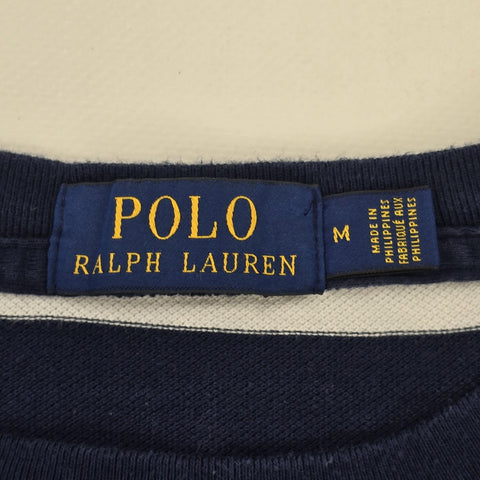 POLO
RALPH LAUREN
M
MADE IN
PHILIPPINES
FABRIQUÉ AUX
PHILIPPINES